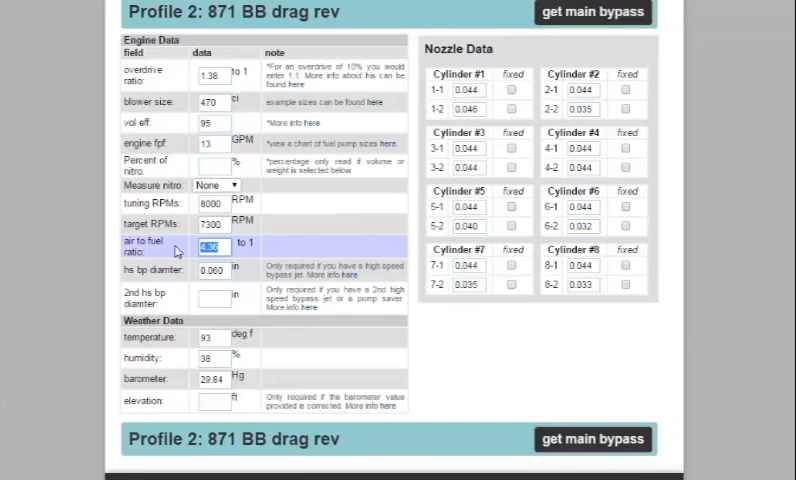 Profile 2: 871 BB drag rev
get main bypass
Engine Data
field data note
overdrive ratio: 1.38 to 1 *For an overdrive of 10% you would enter 1.1. More info about his can be found here
blower size: 470 ci example sizes can be found here
vol eff: 95 *More info here
engine fpf: 13 GPM *view a chart of fuel pump sizes here.
Percent of nitro: % *percentage only read if volume or weight is selected below
Measure nitro: None
tuning RPMs: 8000 RPM
target RPMs: 7300 RPM
air to fuel ratio: 4.36 to 1
hs bp diamter: 0.060 in Only required if you have a high speed bypass jet. More info here
2nd hs bp diamter: in Only required if you have a 2nd high speed bypass jet or a pump saver. More info here
Weather Data
temperature: 93 deg f
humidity: 38 %
barometer: 29.84 Hg
elevation: ft Only required if the barometer value provided is corrected. More info here
Nozzle Data
Cylinder #1 fixed Cylinder #2 fixed
1-1 0.044 2-1 0.044
1-2 0.046 2-2 0.035
Cylinder #3 fixed Cylinder #4 fixed
3-1 0.044 4-1 0.044
3-2 0.044 4-2 0.044
Cylinder #5 fixed Cylinder #6 fixed
5-1 0.044 6-1 0.044
5-2 0.040 6-2 0.032
Cylinder #7 fixed Cylinder #8 fixed
7-1 0.044 8-1 0.044
7-2 0.035 8-2 0.033
Profile 2: 871 BB drag rev
get main bypass